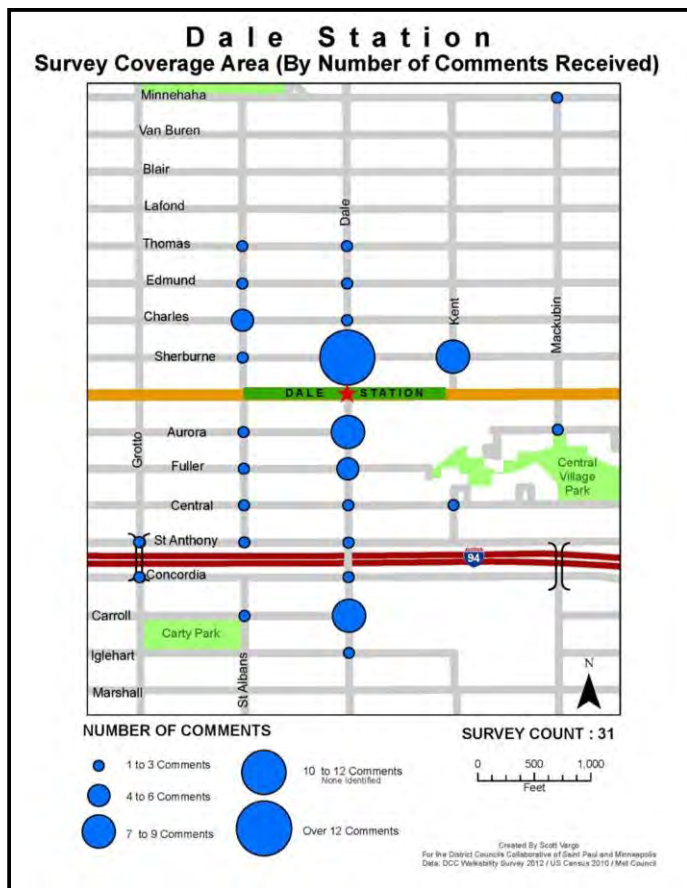 Dale Station
Survey Coverage Area (By Number of Comments Received)
Minnehaha
Van Buren
Blair
Lafond
Dale
Thomas
Edmund
Kent
Mackubin
Charles
Sherburne
DALE STATION
Grotto
Aurora
Fuller
Central
Village
Park
Central
St Anthony
94
Concordia
Carroll
Carty Park
Iglehart
St Albans
N
Marshall
NUMBER OF COMMENTS
SURVEY COUNT : 31
1 to 3 Comments
4 to 6 Comments
7 to 9 Comments
10 to 12 Comments
None Identified
Over 12 Comments
0 500 1,000
Feet
Created By Scott Vargo
For the District Councils Collaborative of Saint Paul and Minneapolis
Data: DCC Walkability Survey 2012 / US Census 2010 / Met Council